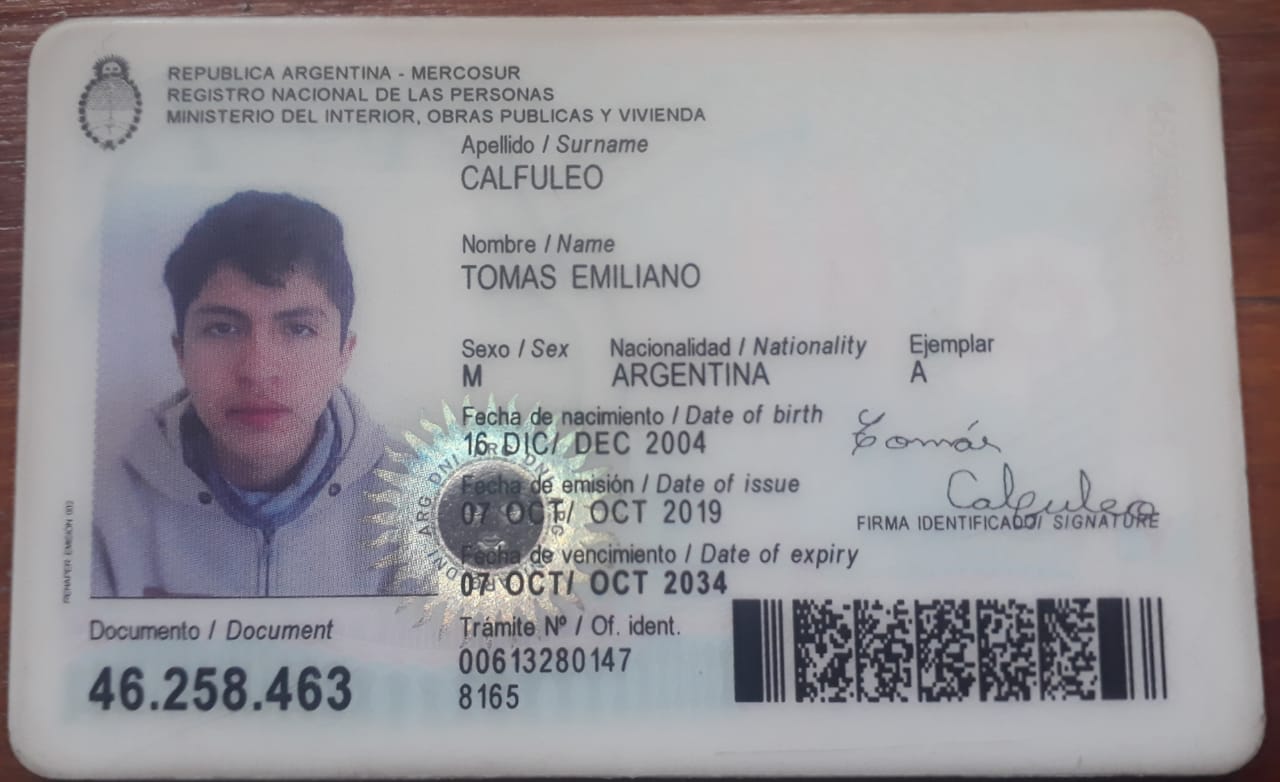 REPUBLICA ARGENTINA - MERCOSUR
REGISTRO NACIONAL DE LAS PERSONAS
MINISTERIO DEL INTERIOR, OBRAS PUBLICAS Y VIVIENDA
Apellido / Surname
CALFULEO
Nombre / Name
TOMAS EMILIANO
Sexo / Sex Nacionalidad / Nationality Ejemplar
M ARGENTINA A
Fecha de nacimiento / Date of birth
16 DIC/ DEC 2004
Tomás
Fecha de emisión / Date of issue
07 OCT/ OCT 2019
Calfuleo
FIRMA IDENTIFICADO/ SIGNATURE
Fecha de vencimiento / Date of expiry
07 OCT/ OCT 2034
Documento / Document
46.258.463
Trámite Nº / Of. ident.
00613280147
8165
ARG DNI ARG DNI